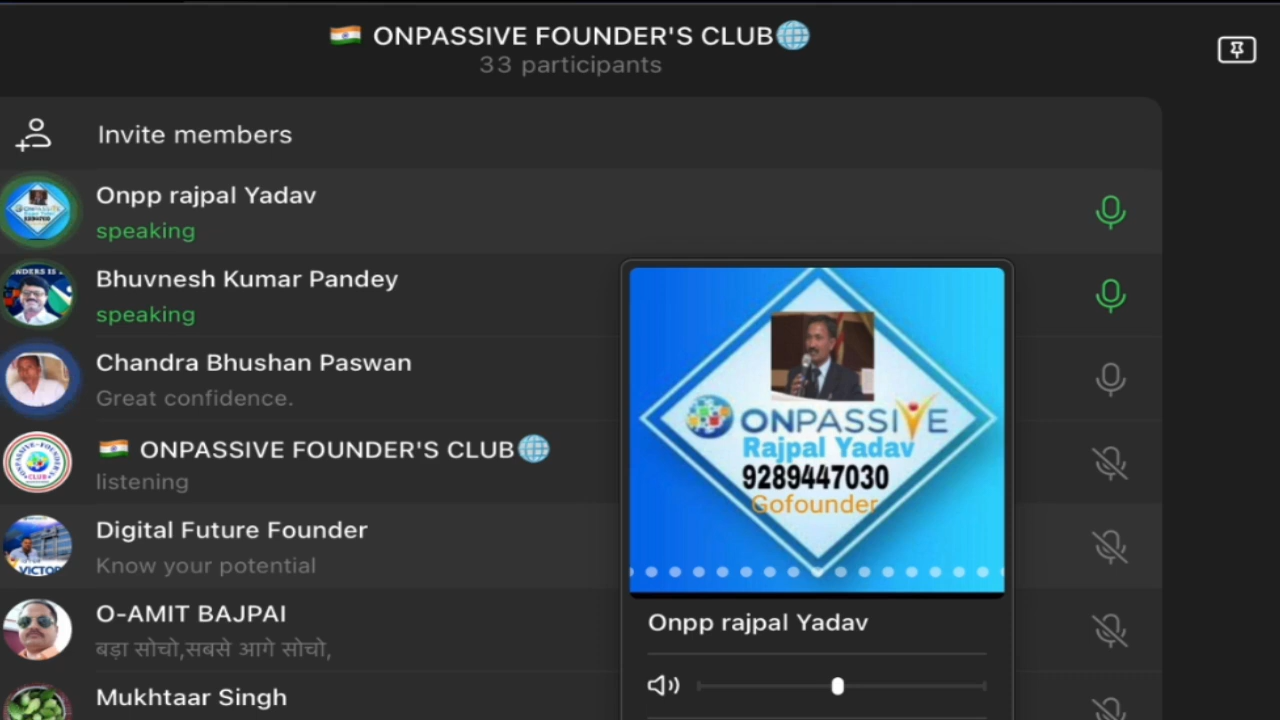 🇮🇳 ONPASSIVE FOUNDER'S CLUB🌐
33 participants
Invite members
Onpp rajpal Yadav
speaking
Bhuvnesh Kumar Pandey
speaking
Chandra Bhushan Paswan
Great confidence.
🇮🇳 ONPASSIVE FOUNDER'S CLUB🌐
listening
Digital Future Founder
Know your potential
O-AMIT BAJPAI
बड़ा सोचो,सबसे आगे सोचो,
Mukhtaar Singh
ONPASSIVE
Rajpal Yadav
9289447030
Gofounder
Onpp rajpal Yadav